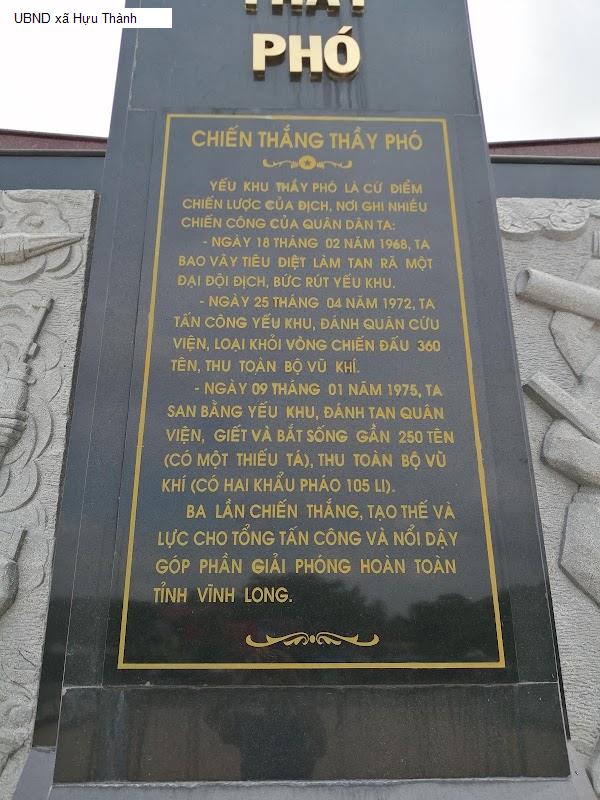 UBND xã Hựu Thành
THẦY
PHÓ
CHIẾN THẮNG THẦY PHÓ
YẾU KHU THẦY PHÓ LÀ CỨ ĐIỂM
CHIẾN LƯỢC CỦA ĐỊCH, NƠI GHI NHIỀU
CHIẾN CÔNG CỦA QUÂN DÂN TA:
- NGÀY 18 THÁNG 02 NĂM 1968, TA
BAO VÂY TIÊU DIỆT LÀM TAN RÃ MỘT
ĐẠI ĐỘI ĐỊCH, BỨC RÚT YẾU KHU.
- NGÀY 25 THÁNG 04 NĂM 1972, TA
TẤN CÔNG YẾU KHU, ĐÁNH QUÂN CỨU
VIỆN, LOẠI KHỎI VÒNG CHIẾN ĐẤU 360
TÊN, THU TOÀN BỘ VŨ KHÍ.
- NGÀY 09 THÁNG 01 NĂM 1975, TA
SAN BẰNG YẾU KHU, ĐÁNH TAN QUÂN
VIỆN, GIẾT VÀ BẮT SỐNG GẦN 250 TÊN
(CÓ MỘT THIẾU TÁ), THU TOÀN BỘ VŨ
KHÍ (CÓ HAI KHẨU PHÁO 105 LI).
BA LẦN CHIẾN THẮNG, TẠO THẾ VÀ
LỰC CHO TỔNG TẤN CÔNG VÀ NỔI DẬY
GÓP PHẦN GIẢI PHÓNG HOÀN TOÀN
TỈNH VĨNH LONG.